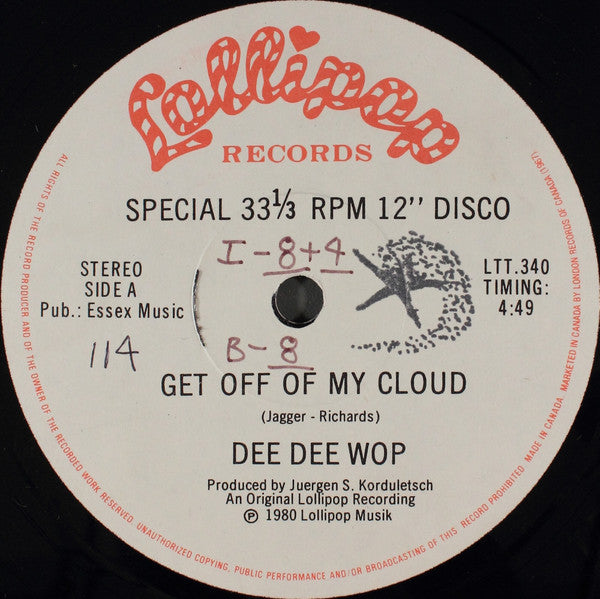 Lollipop
RECORDS
SPECIAL 33⅓ RPM 12" DISCO
I-8+4
STEREO
SIDE A
Pub.: Essex Music
LTT.340
TIMING:
4:49
114
B-8
GET OFF OF MY CLOUD
(Jagger - Richards)
DEE DEE WOP
Produced by Juergen S. Korduletsch
An Original Lollipop Recording
℗ 1980 Lollipop Musik
ALL RIGHTS OF THE RECORD PRODUCER AND OF THE OWNER OF THE RECORDED WORK RESERVED. UNAUTHORIZED COPYING, PUBLIC PERFORMANCE AND/OR BROADCASTING OF THIS RECORD PROHIBITED. MADE IN CANADA. MARKETED IN CANADA BY LONDON RECORDS OF CANADA (1967)